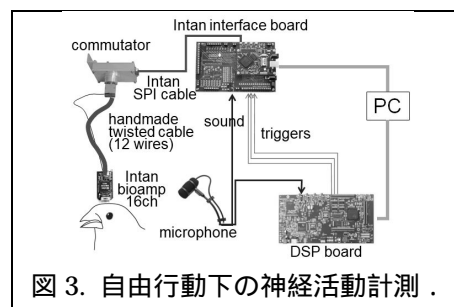 Intan interface board
commutator
Intan
SPI cable
PC
handmade
twisted cable
(12 wires)
sound
triggers
Intan
bioamp
16ch
microphone
DSP board
図 3. 自由行動下の神経活動計測．